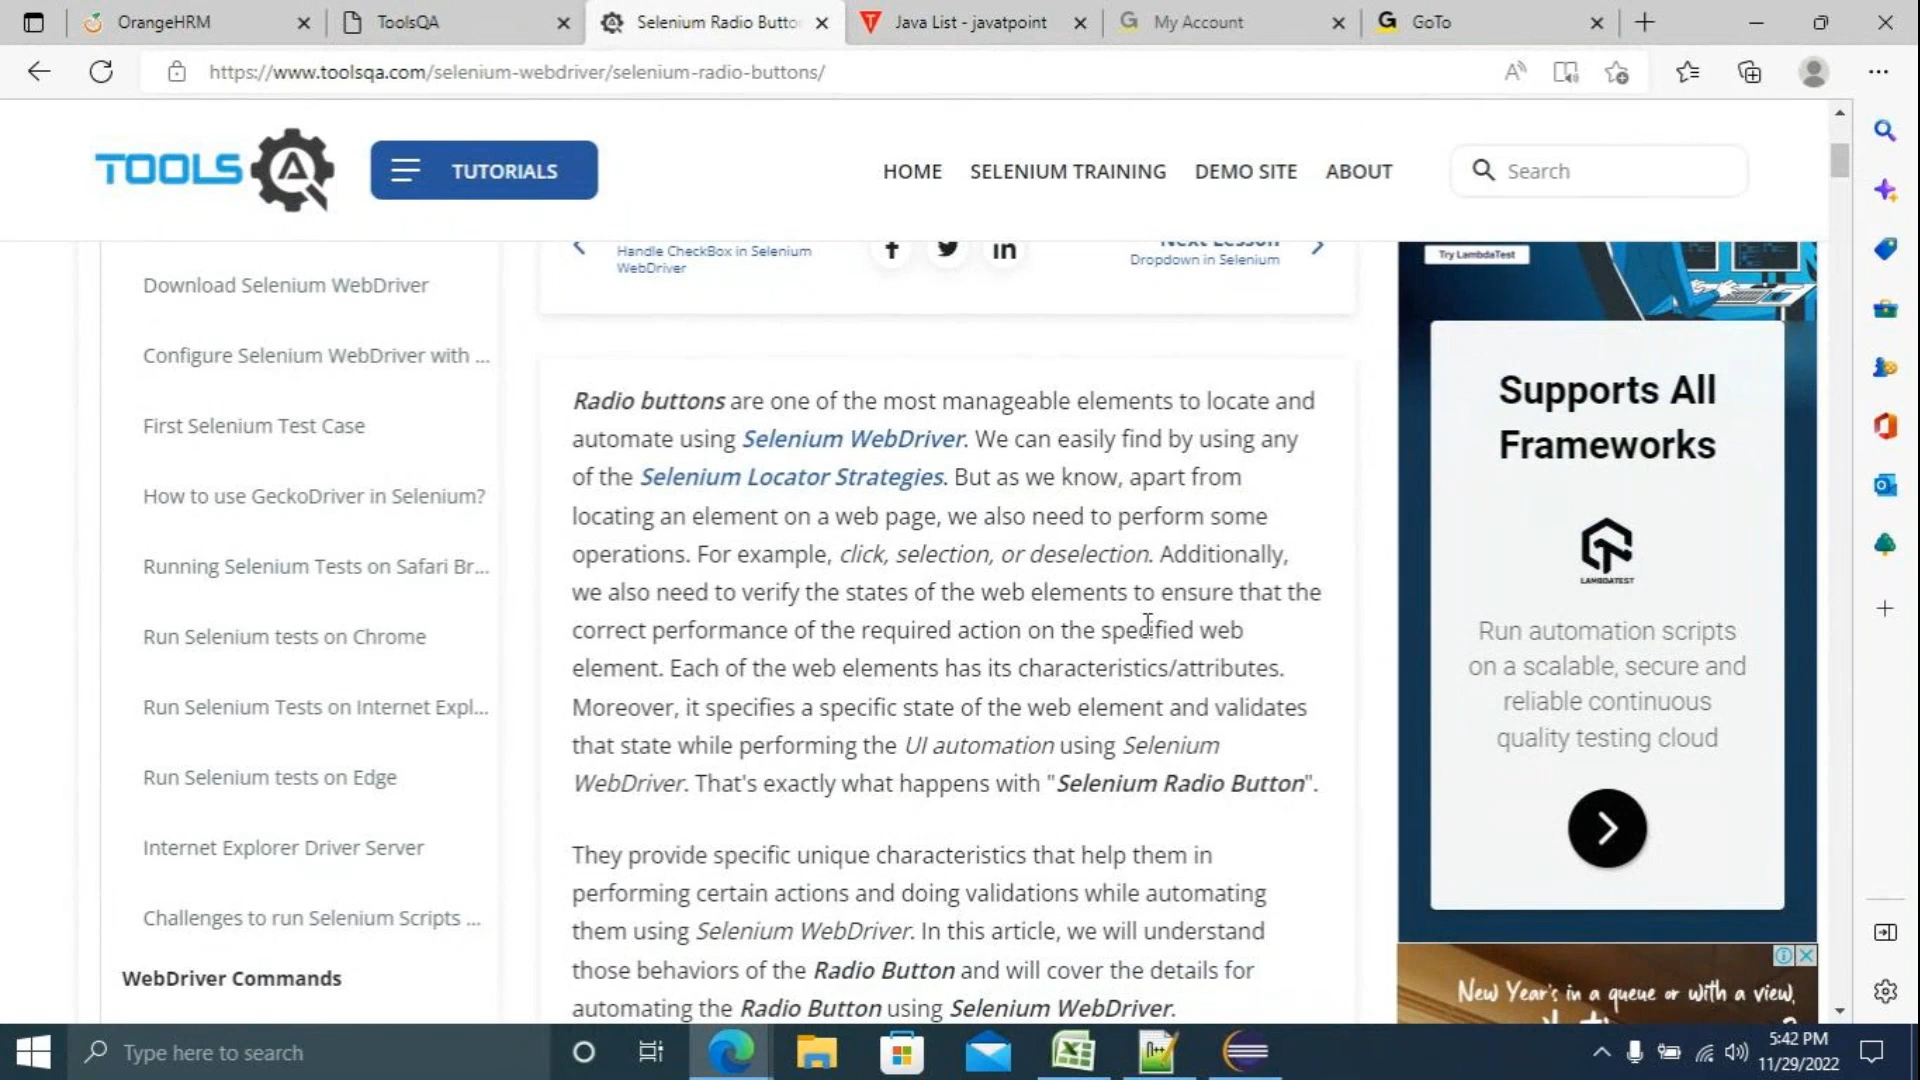 OrangeHRM
ToolsQA
Selenium Radio Butto
Java List - javatpoint
My Account
GoTo
https://www.toolsqa.com/selenium-webdriver/selenium-radio-buttons/
TOOLS
TUTORIALS
HOME
SELENIUM TRAINING
DEMO SITE
ABOUT
Search
Handle CheckBox in Selenium
WebDriver
Next Lesson
Dropdown in Selenium
Download Selenium WebDriver
Configure Selenium WebDriver with ...
First Selenium Test Case
How to use GeckoDriver in Selenium?
Running Selenium Tests on Safari Br...
Run Selenium tests on Chrome
Run Selenium Tests on Internet Expl...
Run Selenium tests on Edge
Internet Explorer Driver Server
Challenges to run Selenium Scripts ...
WebDriver Commands
Radio buttons are one of the most manageable elements to locate and
automate using Selenium WebDriver. We can easily find by using any
of the Selenium Locator Strategies. But as we know, apart from
locating an element on a web page, we also need to perform some
operations. For example, click, selection, or deselection. Additionally,
we also need to verify the states of the web elements to ensure that the
correct performance of the required action on the specified web
element. Each of the web elements has its characteristics/attributes.
Moreover, it specifies a specific state of the web element and validates
that state while performing the UI automation using Selenium
WebDriver. That's exactly what happens with "Selenium Radio Button".
They provide specific unique characteristics that help them in
performing certain actions and doing validations while automating
them using Selenium WebDriver. In this article, we will understand
those behaviors of the Radio Button and will cover the details for
automating the Radio Button using Selenium WebDriver.
Try LambdaTest
Supports All
Frameworks
LAMBDATEST
Run automation scripts
on a scalable, secure and
reliable continuous
quality testing cloud
New Year's in a queue or with a view,
Type here to search
5:42 PM
11/29/2022